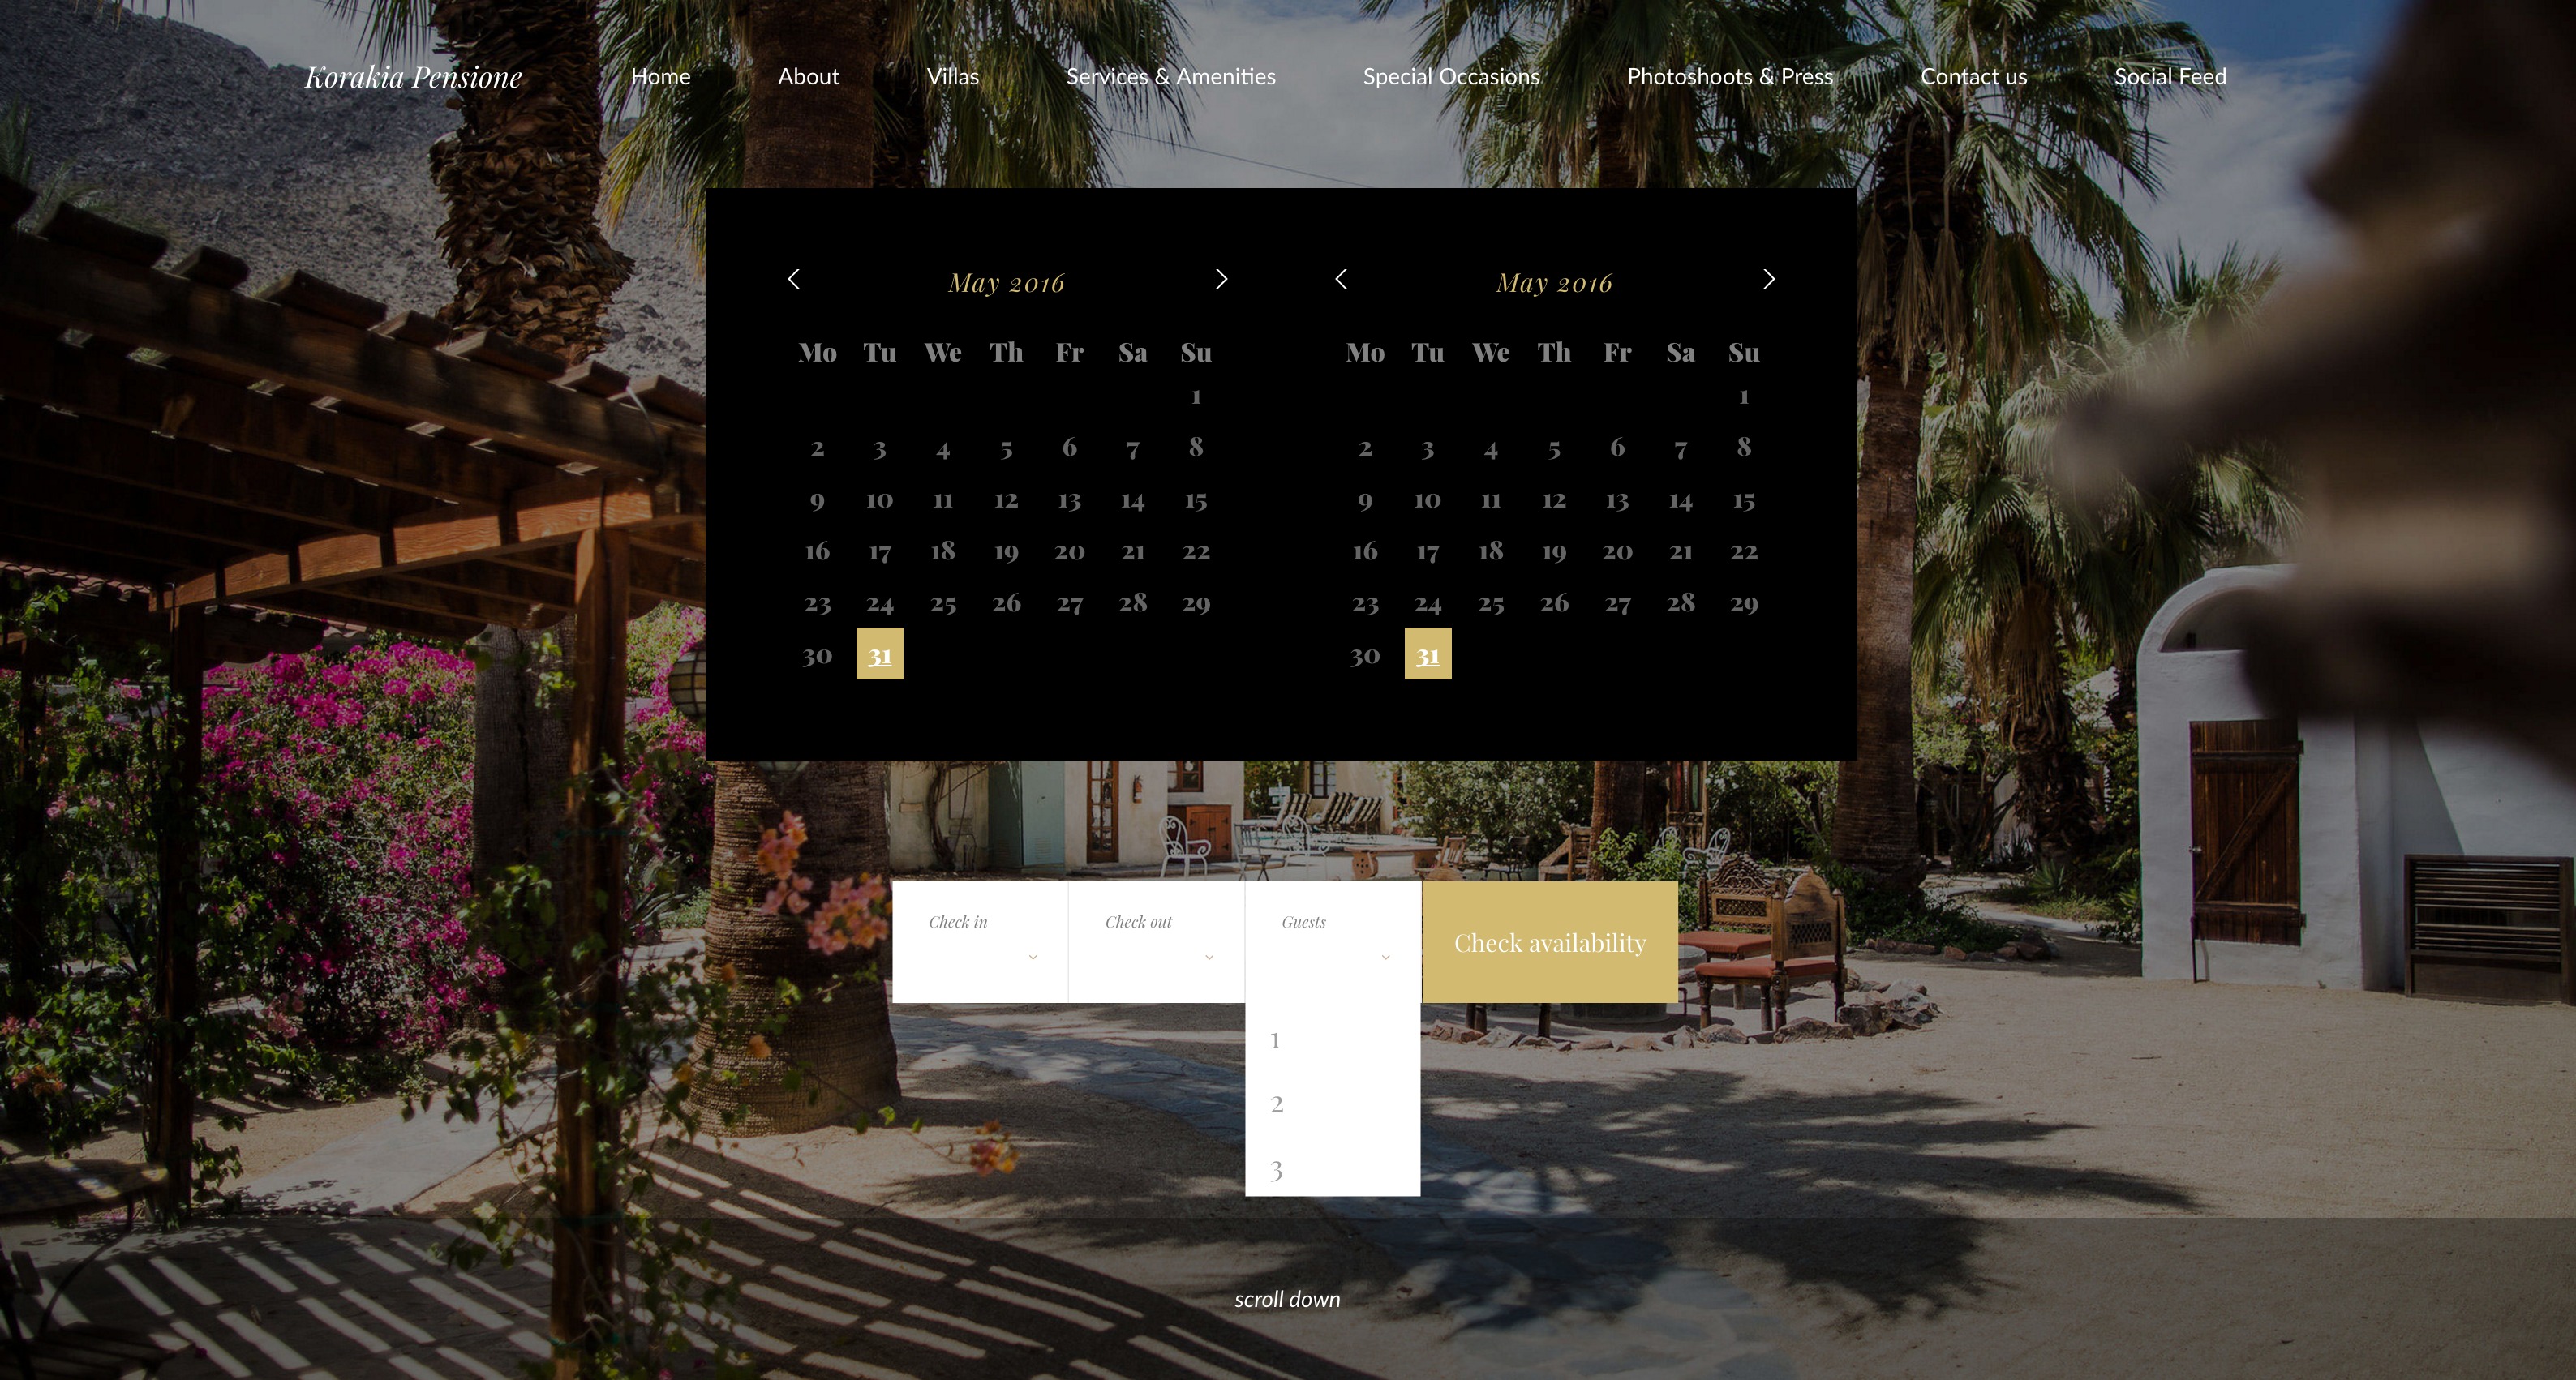 Korakia Pensione Home About Villas Services & Amenities Special Occasions Photoshoots & Press Contact us Social Feed
May 2016
Mo Tu We Th Fr Sa Su
1
2 3 4 5 6 7 8
9 10 11 12 13 14 15
16 17 18 19 20 21 22
23 24 25 26 27 28 29
30 31
May 2016
Mo Tu We Th Fr Sa Su
1
2 3 4 5 6 7 8
9 10 11 12 13 14 15
16 17 18 19 20 21 22
23 24 25 26 27 28 29
30 31
Check in
Check out
Guests
1
2
3
Check availability
scroll down